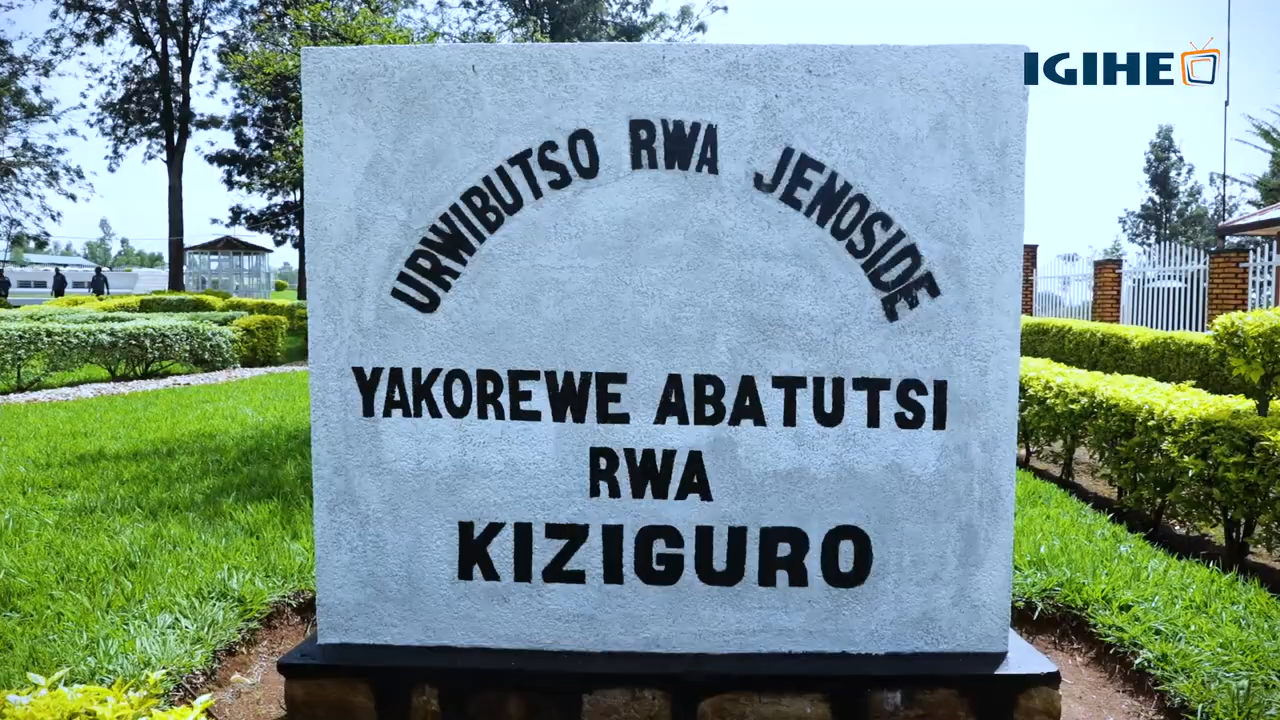 IGIHE
URWIBUTSO RWA JENOSIDE
YAKOREWE ABATUTSI
RWA
KIZIGURO